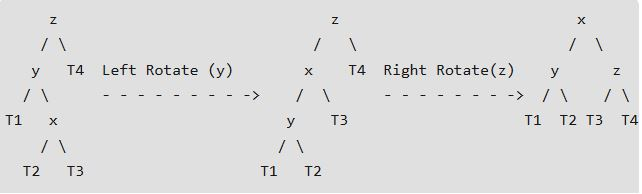 z z x
/ \ / \ / \
y T4 Left Rotate (y) x T4 Right Rotate(z) y z
/ \ - - - - - - - - -> / \ - - - - - - - -> / \ / \
T1 x y T3 T1 T2 T3 T4
/ \ / \
T2 T3 T1 T2